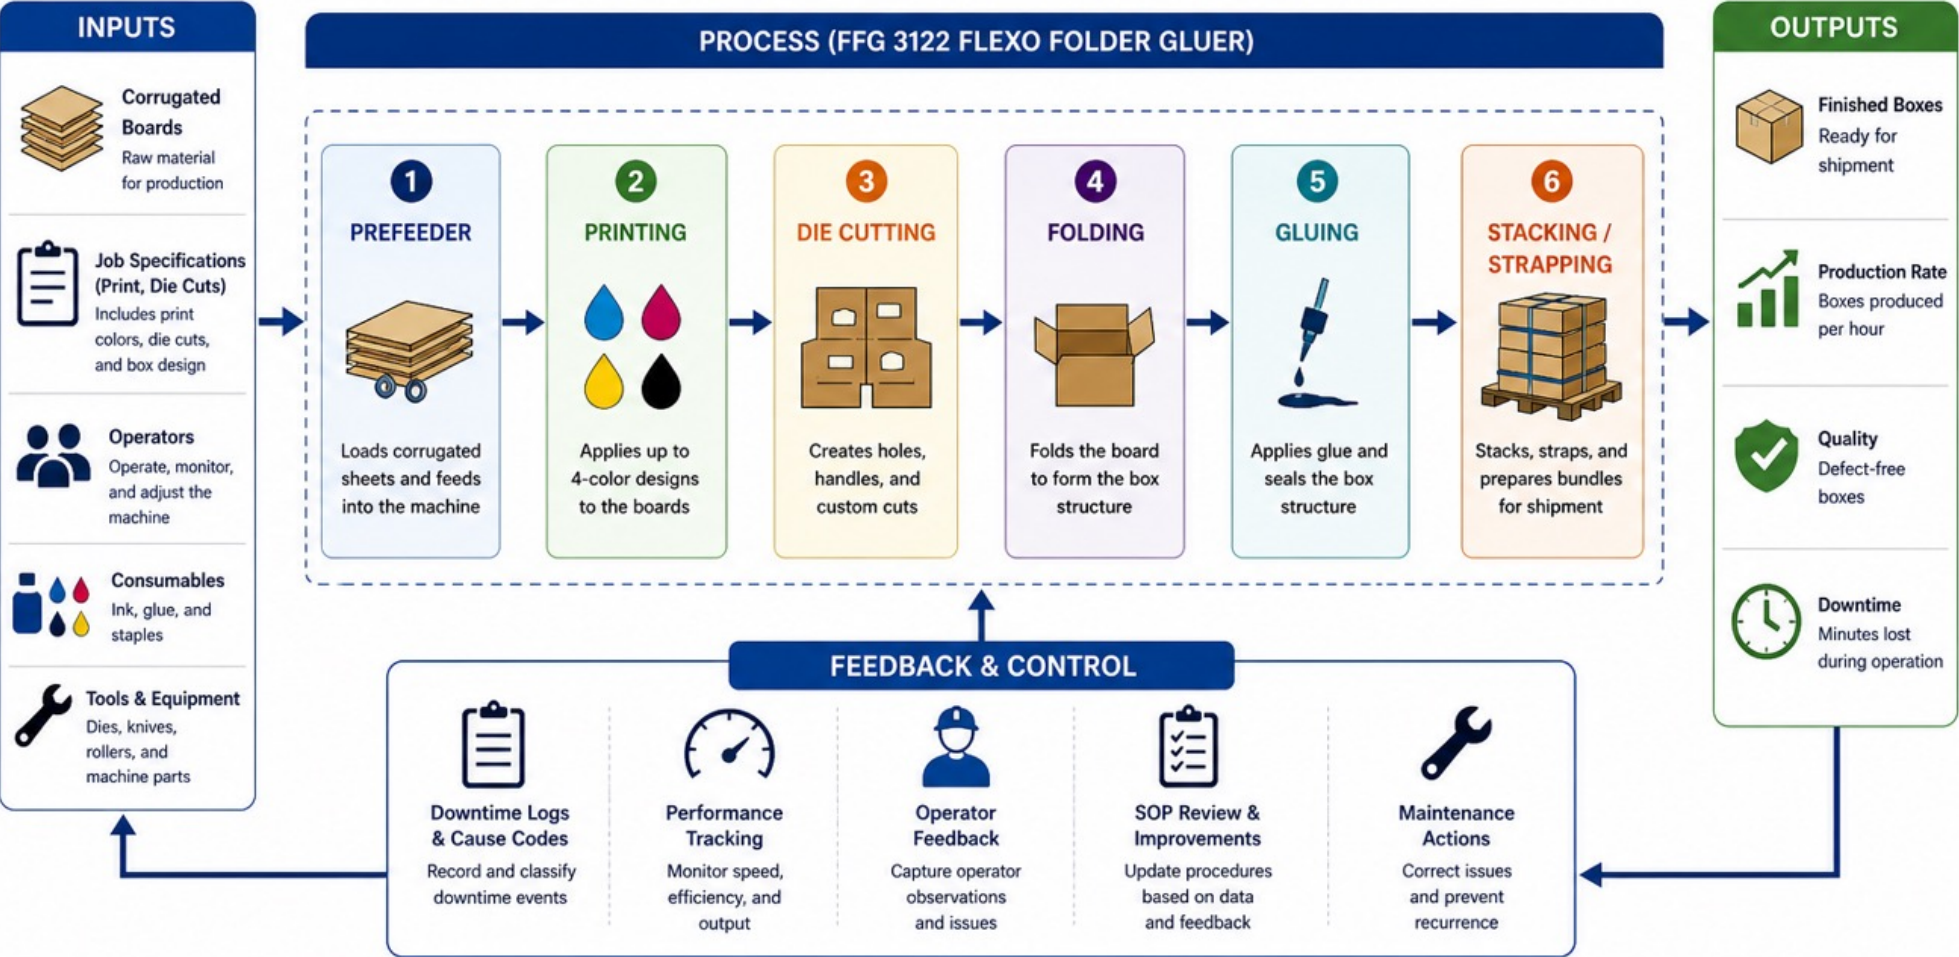 INPUTS
Corrugated
Boards
Raw material
for production
Job Specifications
(Print, Die Cuts)
Includes print
colors, die cuts,
and box design
Operators
Operate, monitor,
and adjust the
machine
Consumables
Ink, glue, and
staples
Tools & Equipment
Dies, knives,
rollers, and
machine parts
PROCESS (FFG 3122 FLEXO FOLDER GLUER)
1
PREFEEDER
Loads corrugated
sheets and feeds
into the machine
2
PRINTING
Applies up to
4-color designs
to the boards
3
DIE CUTTING
Creates holes,
handles, and
custom cuts
4
FOLDING
Folds the board
to form the box
structure
5
GLUING
Applies glue and
seals the box
structure
6
STACKING /
STRAPPING
Stacks, straps, and
prepares bundles
for shipment
OUTPUTS
Finished Boxes
Ready for
shipment
Production Rate
Boxes produced
per hour
Quality
Defect-free
boxes
Downtime
Minutes lost
during operation
FEEDBACK & CONTROL
Downtime Logs
& Cause Codes
Record and classify
downtime events
Performance
Tracking
Monitor speed,
efficiency, and
output
Operator
Feedback
Capture operator
observations
and issues
SOP Review &
Improvements
Update procedures
based on data
and feedback
Maintenance
Actions
Correct issues
and prevent
recurrence